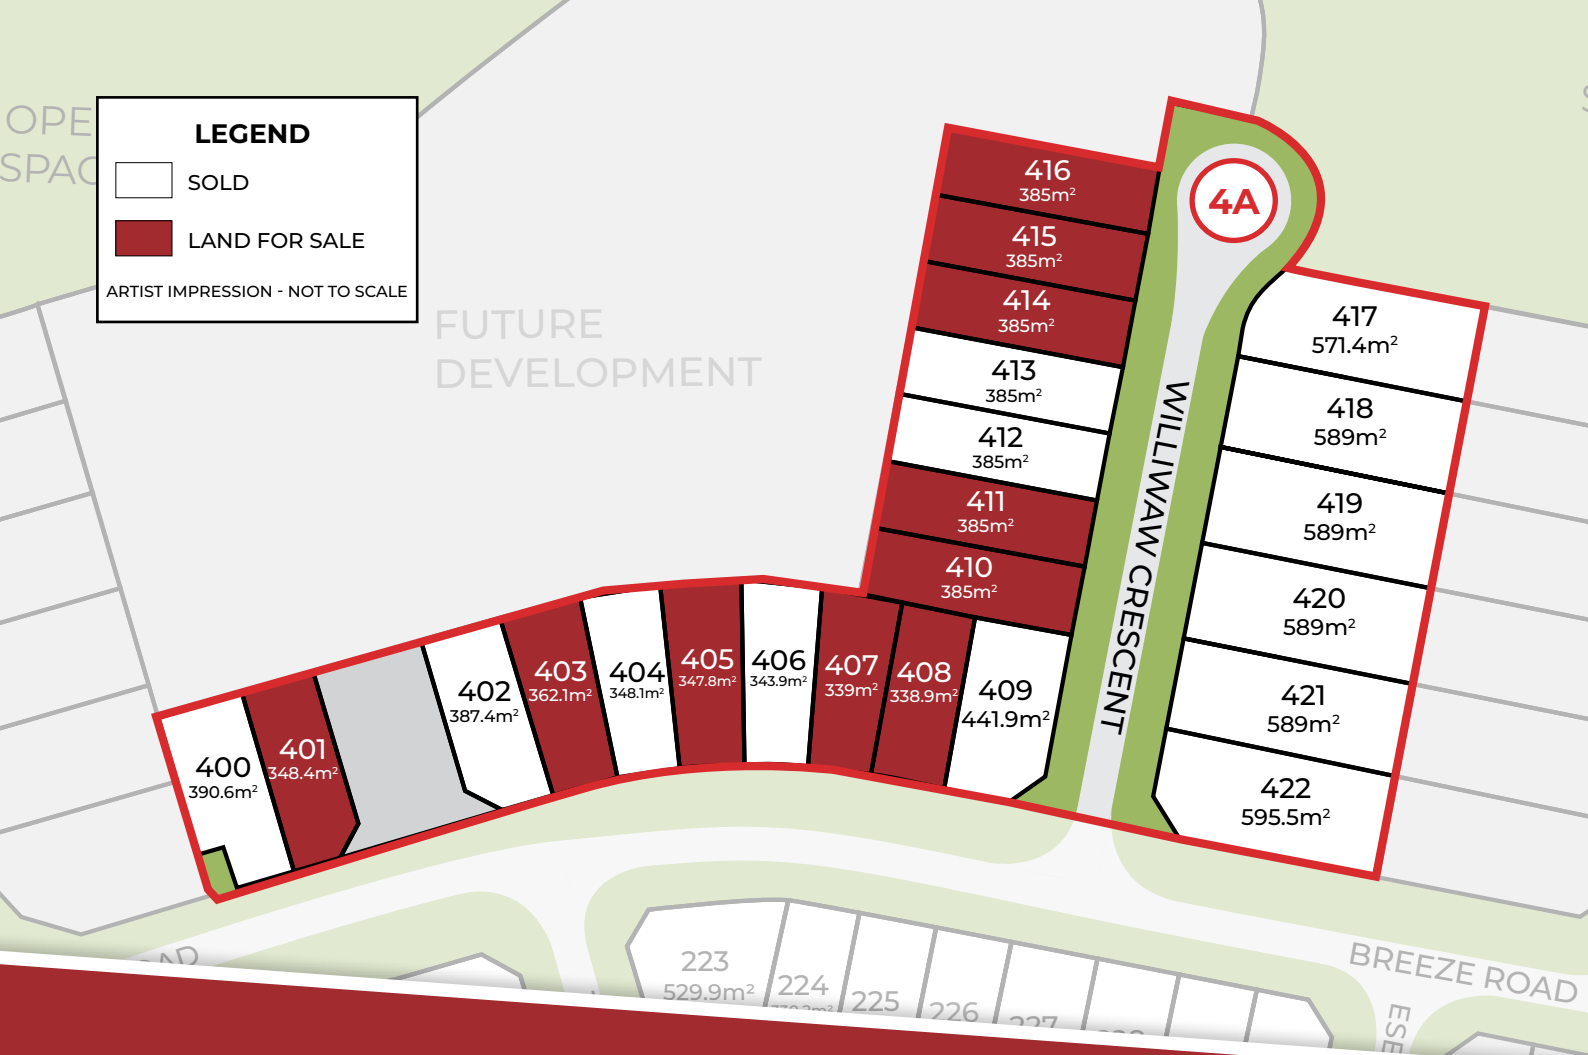 OPE
SPAC
LEGEND
SOLD
LAND FOR SALE
ARTIST IMPRESSION - NOT TO SCALE
FUTURE
DEVELOPMENT
4A
416
385m²
415
385m²
414
385m²
413
385m²
412
385m²
411
385m²
410
385m²
417
571.4m²
418
589m²
419
589m²
420
589m²
421
589m²
422
595.5m²
WILLIWAW CRESCENT
400
390.6m²
401
348.4m²
402
387.4m²
403
362.1m²
404
348.1m²
405
347.8m²
406
343.9m²
407
339m²
408
338.9m²
409
441.9m²
223
529.9m²
224
225
226
227
BREEZE ROAD
ESE